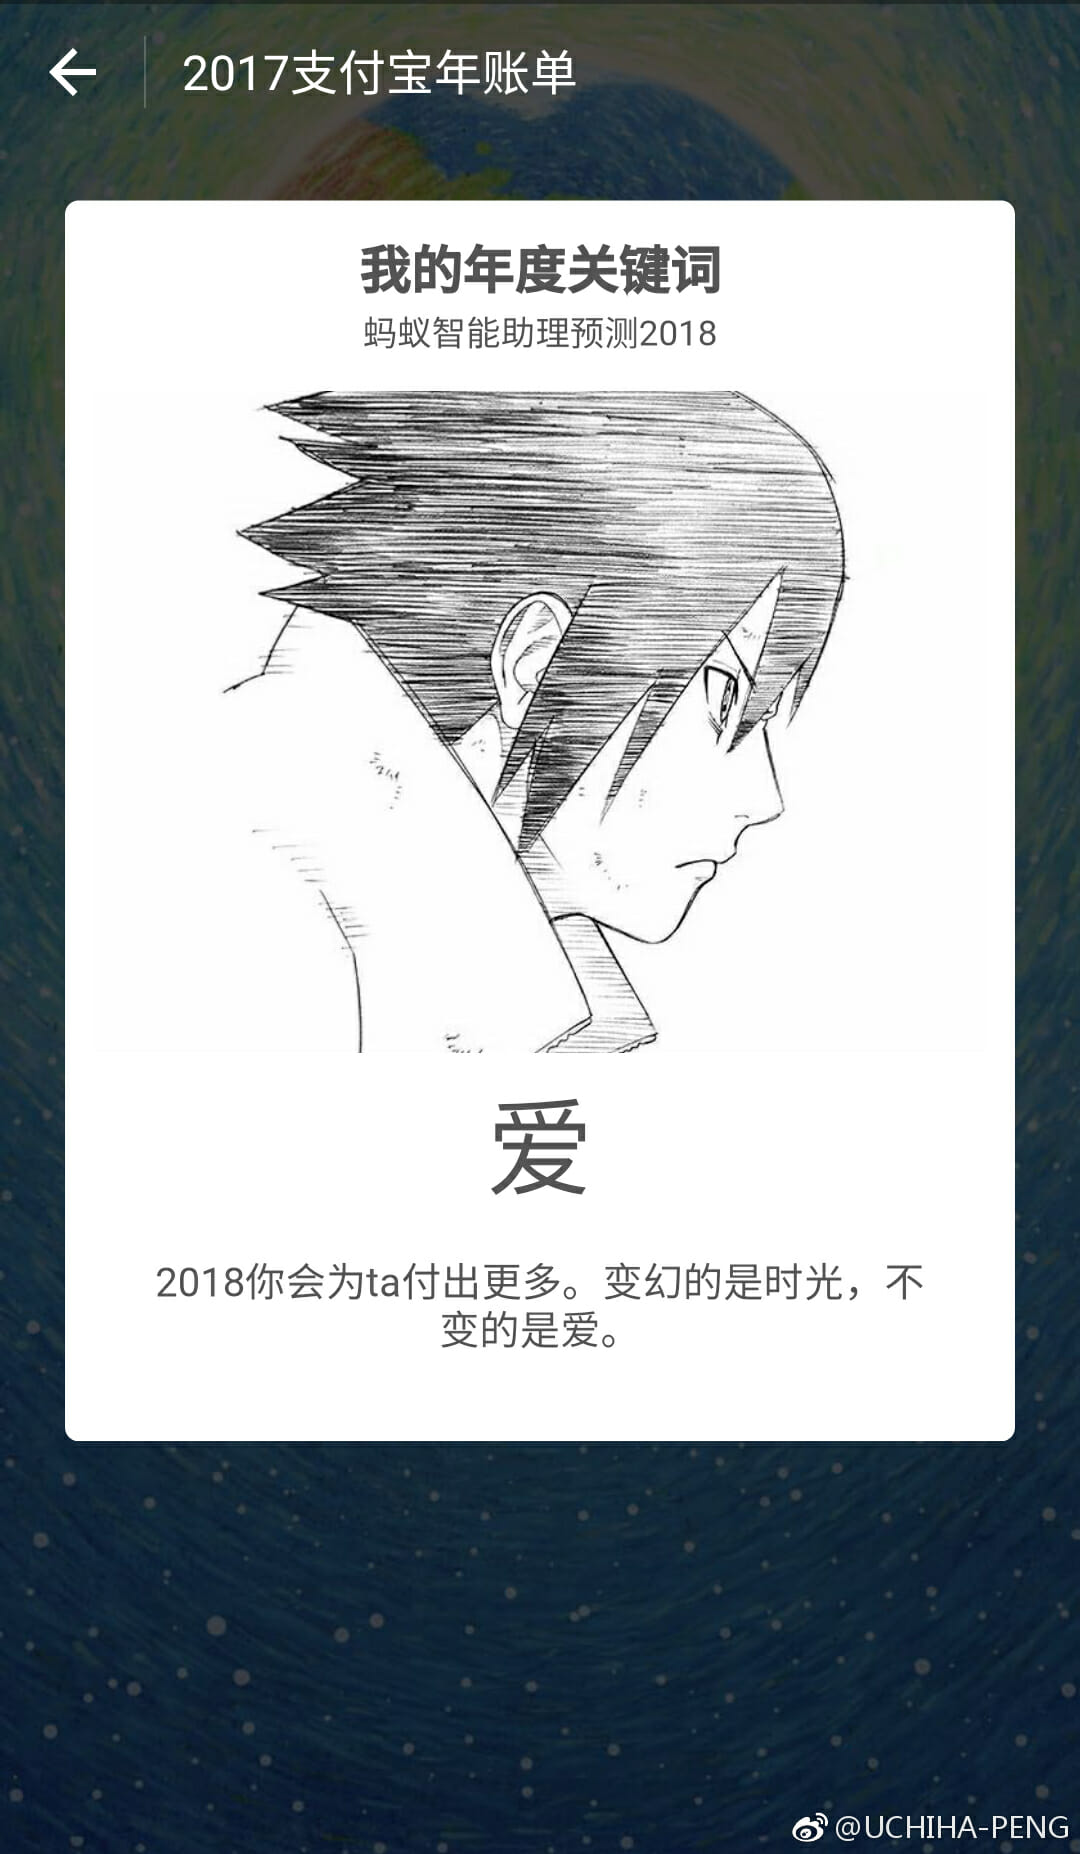 2017支付宝年账单
我的年度关键词
蚂蚁智能助理预测2018
爱
2018你会为ta付出更多。变幻的是时光，不
变的是爱。
@UCHIHA-PENG